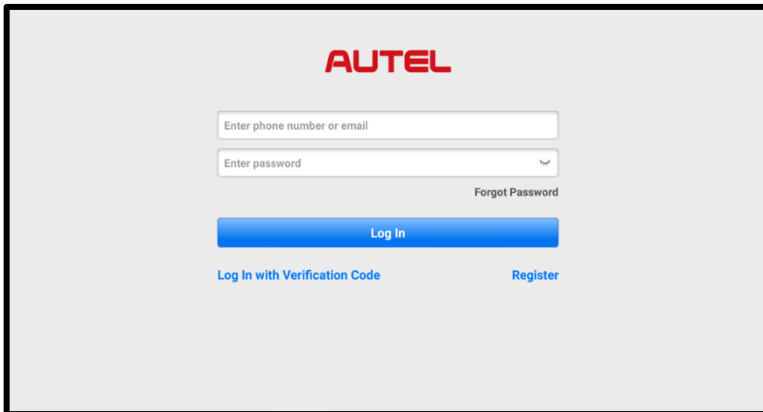 AUTEL
Enter phone number or email
Enter password
Forgot Password
Log In
Log In with Verification Code
Register